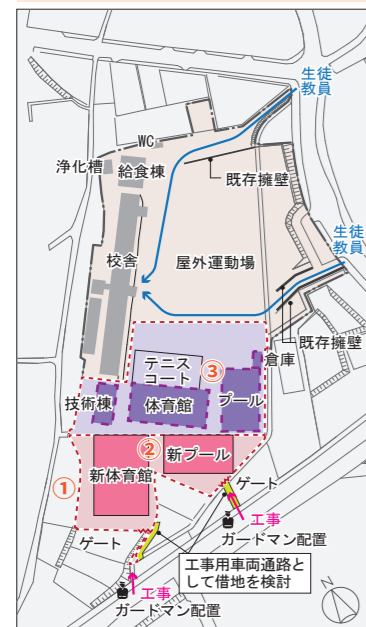 生徒
教員
WC
浄化槽
給食棟
既存擁壁
校舎
屋外運動場
生徒
教員
既存擁壁
倉庫
テニス
コート
③
技術棟
体育館
プール
②
新プール
①
新体育館
ゲート
工事
ガードマン配置
ゲート
工事用車両通路と
して借地を検討
工事
ガードマン配置
N